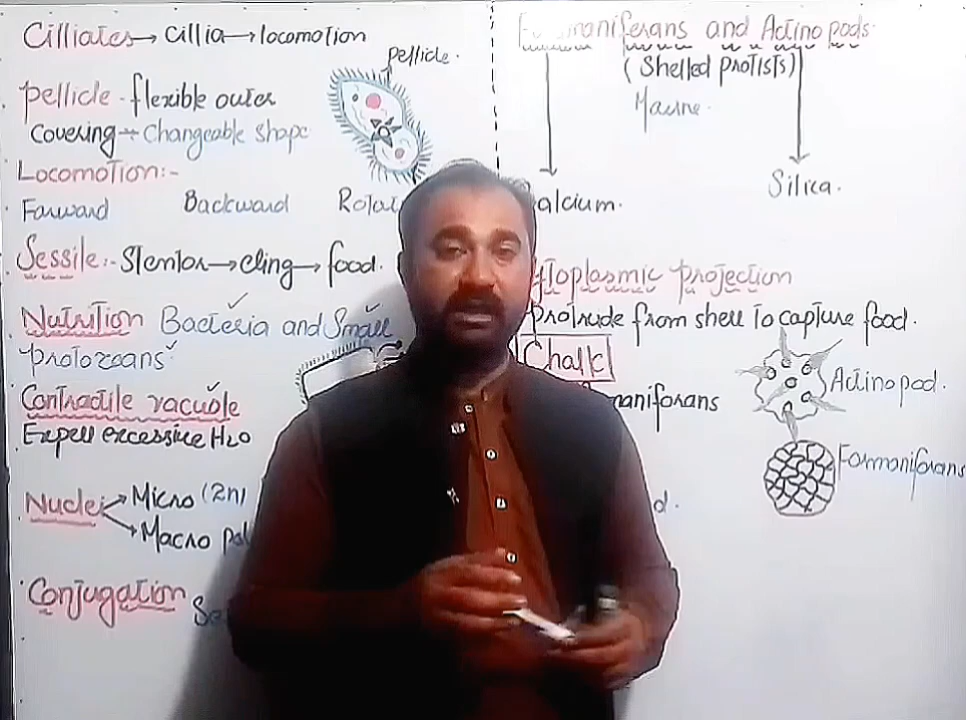 Cilliates→ Cillia→locomotion
pellicle.
Pellicle - flexible outer
Covering → Changeable shape
Locomotion:-
Forward Backward
Sessile:- Stentor→cling→food.
Nutrition Bacteria and Small
protozoans
Contractile vacuole
Expell excessive H2O
Nuclei Micro (2n)
Macro
Conjugation
and Actinopods.
(Shelled protists)
Marine.
Silica.
projection
protrude from shell To capture food.
Chalk
Actinopod.
Formaniferans